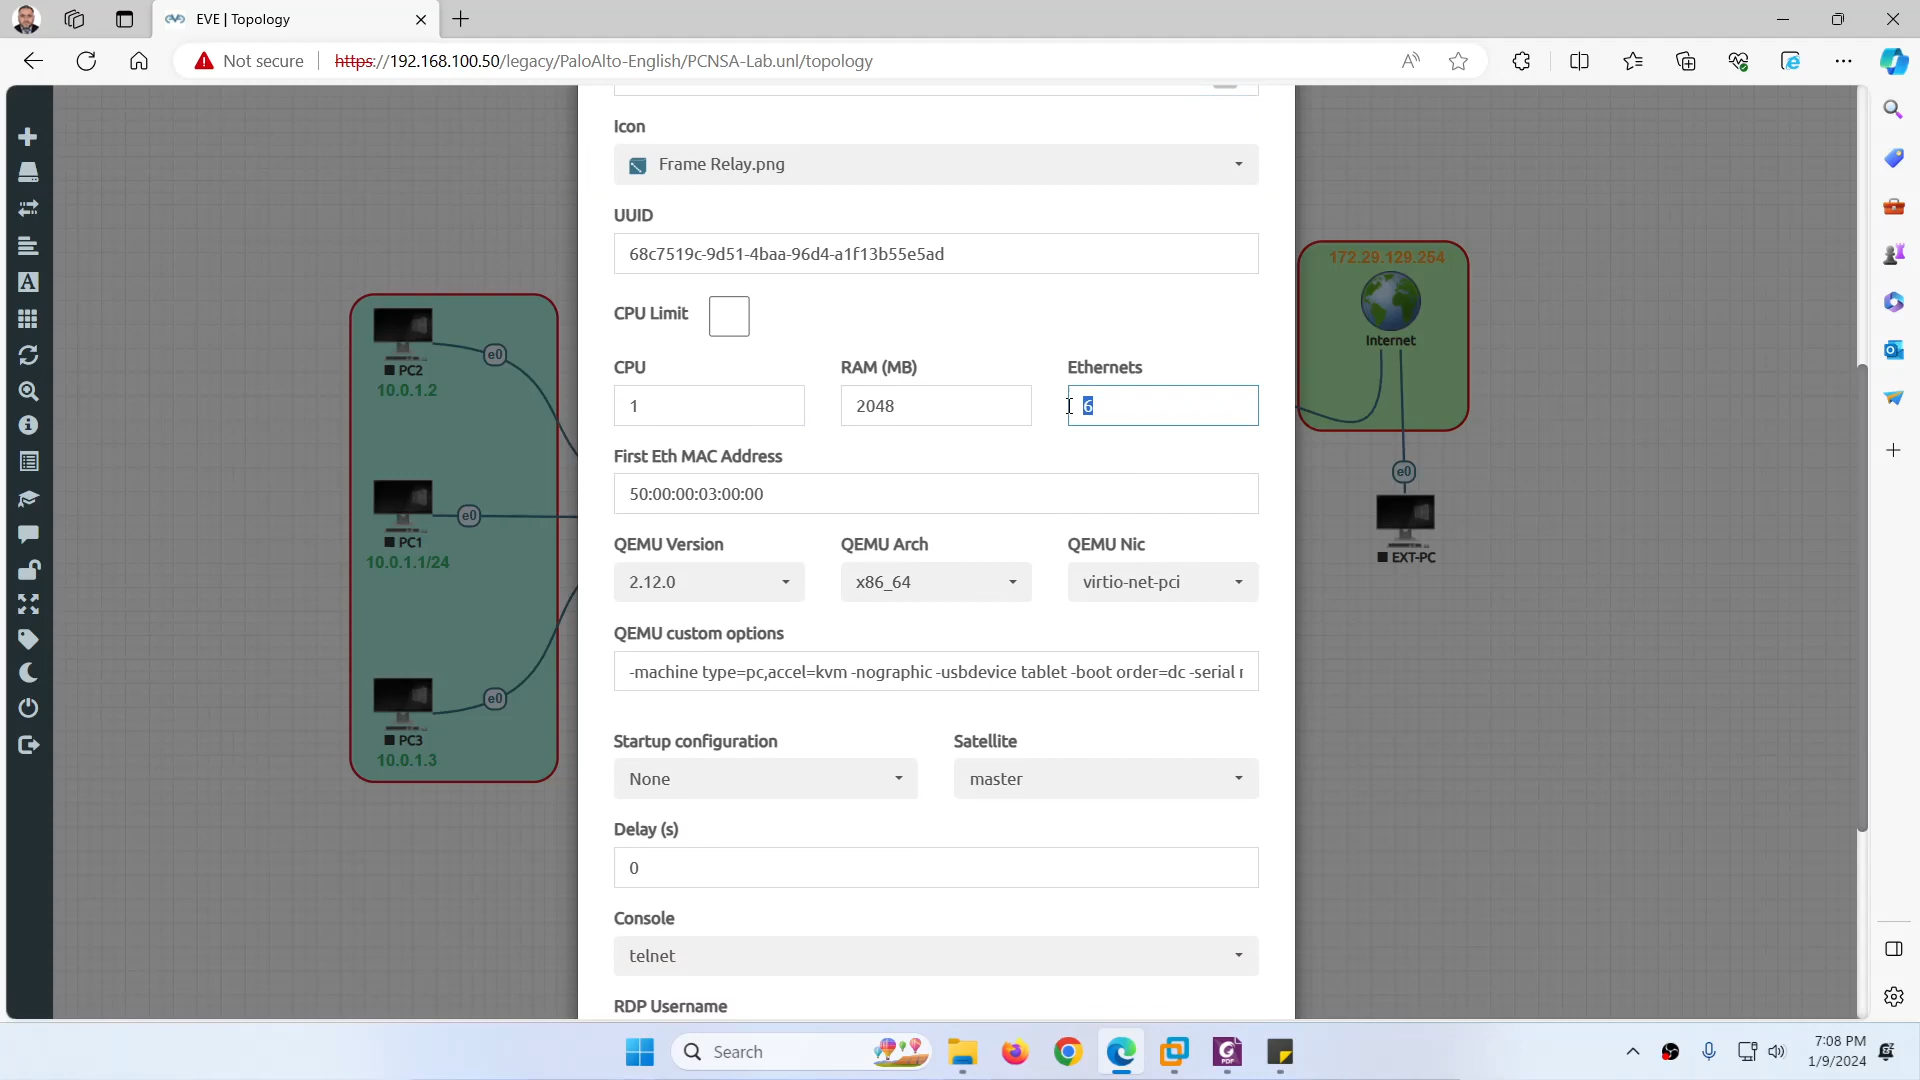 EVE | Topology
Not secure
https://192.168.100.50/legacy/PaloAlto-English/PCNSA-Lab.unl/topology
Icon
Frame Relay.png
UUID
68c7519c-9d51-4baa-96d4-a1f13b55e5ad
CPU Limit
CPU
RAM (MB)
Ethernets
1
2048
6
First Eth MAC Address
50:00:00:03:00:00
QEMU Version
QEMU Arch
QEMU Nic
2.12.0
x86_64
virtio-net-pci
QEMU custom options
-machine type=pc,accel=kvm -nographic -usbdevice tablet -boot order=dc -serial
Startup configuration
Satellite
None
master
Delay (s)
0
Console
telnet
RDP Username
e0
PC2
10.0.1.2
e0
PC1
10.0.1.1/24
e0
PC3
10.0.1.3
172.29.129.254
Internet
e0
EXT-PC
Search
PDF
7:08 PM
1/9/2024